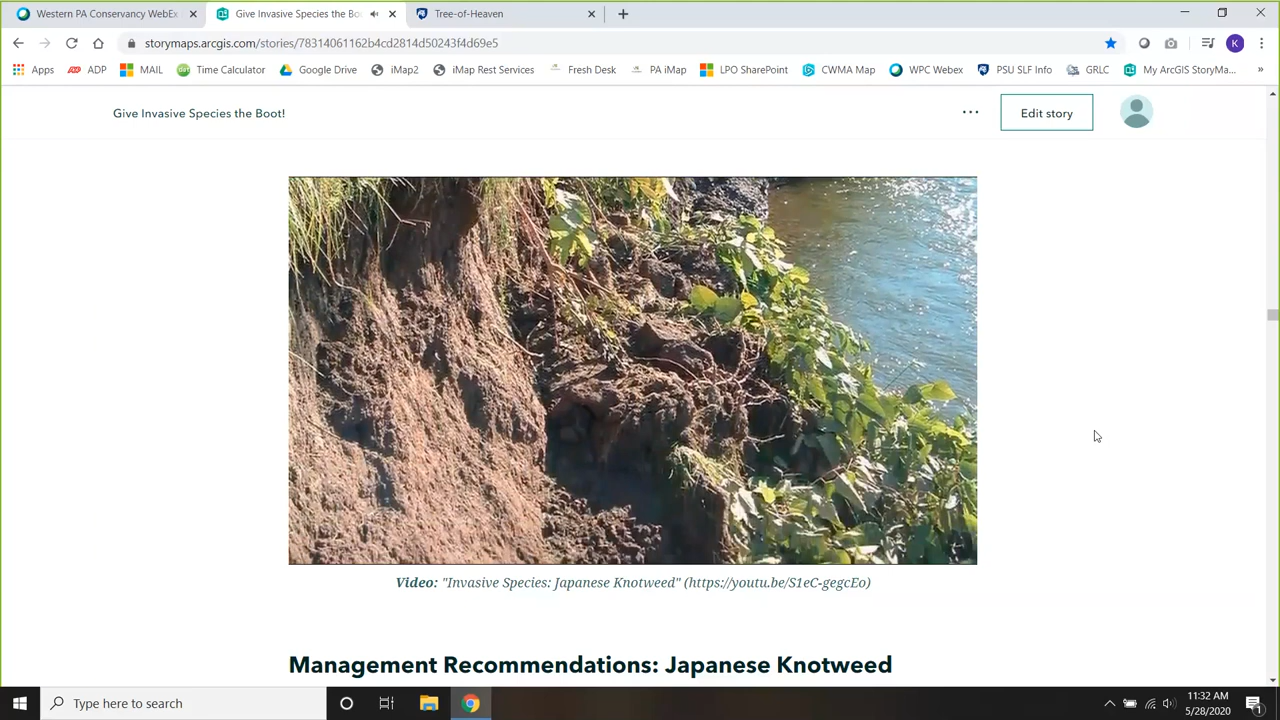 Western PA Conservancy WebEx
Give Invasive Species the Boo
Tree-of-Heaven
storymaps.arcgis.com/stories/78314061162b4cd2814d50243f4d69e5
K
Apps ADP MAIL Time Calculator Google Drive iMap2 iMap Rest Services Fresh Desk PA iMap LPO SharePoint CWMA Map WPC Webex PSU SLF Info GRLC My ArcGIS StoryMa... »
Give Invasive Species the Boot!
Edit story
Video: "Invasive Species: Japanese Knotweed" (https://youtu.be/S1eC-gegcEo)
Management Recommendations: Japanese Knotweed
Type here to search
11:32 AM
5/28/2020
1